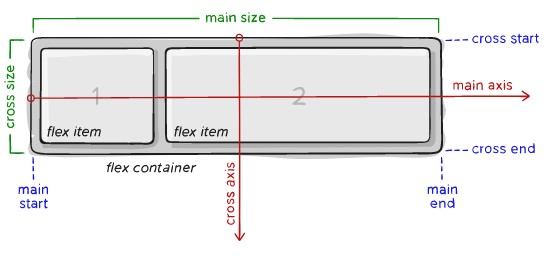 main size
cross start
cross size
main axis
1
2
flex item
flex item
cross end
flex container
cross axis
main
start
main
end